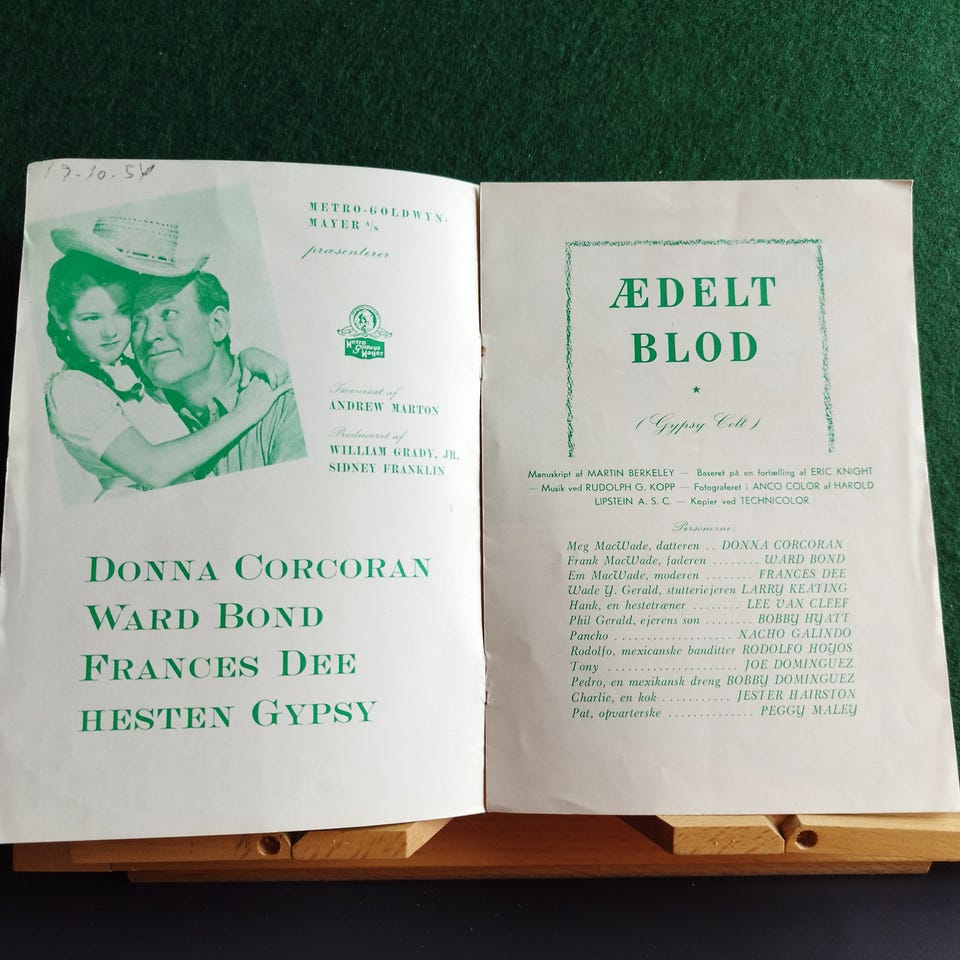 17-10-54
METRO-GOLDWYN-
MAYER A/S
præsenterer
Metro
Goldwyn
Mayer
Iscenesat af
ANDREW MARTON
Produceret af
WILLIAM GRADY, JR.
SIDNEY FRANKLIN
DONNA CORCORAN
WARD BOND
FRANCES DEE
HESTEN GYPSY
ÆDELT
BLOD
(Gypsy Colt)
Manuskript af MARTIN BERKELEY — Baseret på en fortælling af ERIC KNIGHT
— Musik ved RUDOLPH G. KOPP — Fotograferet i ANCO COLOR af HAROLD
LIPSTEIN A. S. C. — Kopier ved TECHNICOLOR
Personerne:
Meg MacWade, datteren .. DONNA CORCORAN
Frank MacWade, faderen ........ WARD BOND
Em MacWade, moderen ........ FRANCES DEE
Wade Y. Gerald, stutteriejeren LARRY KEATING
Hank, en hestetræner ........ LEE VAN CLEEF
Phil Gerald, ejerens søn ........ BOBBY HYATT
Pancho ................... NACHO GALINDO
Rodolfo, mexicanske banditter RODOLFO HOYOS
Tony .................... JOE DOMINGUEZ
Pedro, en mexikansk dreng BOBBY DOMINGUEZ
Charlie, en kok ........... JESTER HAIRSTON
Pat, opvarterske .............. PEGGY MALEY